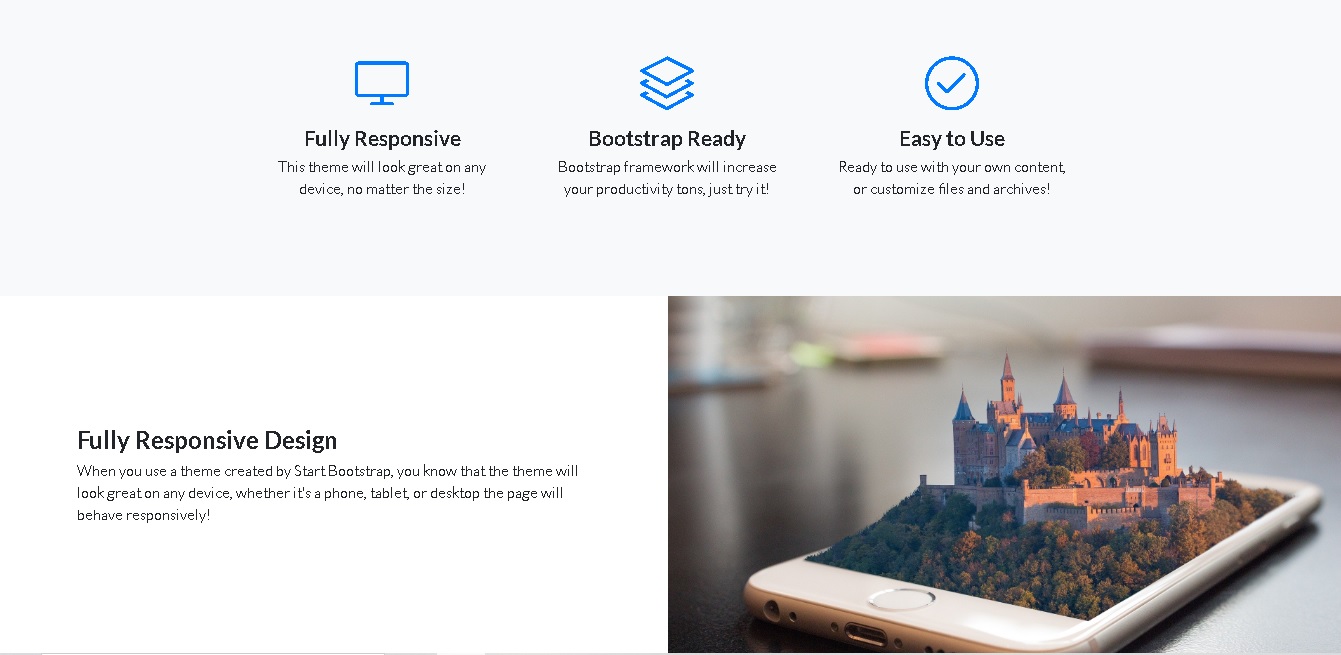 Fully Responsive
This theme will look great on any
device, no matter the size!
Bootstrap Ready
Bootstrap framework will increase
your productivity tons, just try it!
Easy to Use
Ready to use with your own content,
or customize files and archives!
Fully Responsive Design
When you use a theme created by Start Bootstrap, you know that the theme will
look great on any device, whether it's a phone, tablet, or desktop the page will
behave responsively!